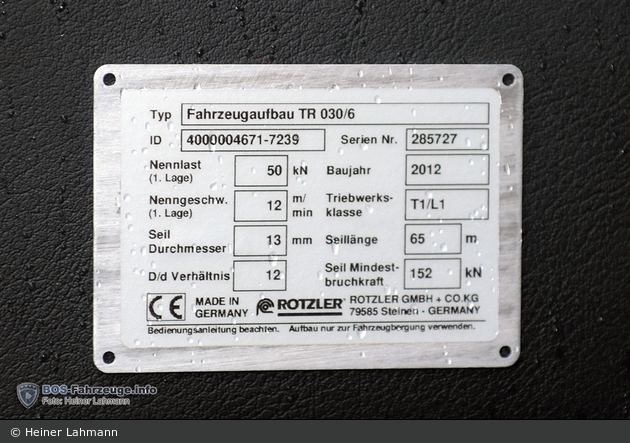 Typ Fahrzeugaufbau TR 030/6
ID 4000004671-7239 Serien Nr. 285727
Nennlast (1. Lage) 50 kN Baujahr 2012
Nenngeschw. (1. Lage) 12 m/min Triebwerks-klasse T1/L1
Seil Durchmesser 13 mm Seillänge 65 m
D/d Verhältnis 12 Seil Mindest-bruchkraft 152 kN
CE MADE IN GERMANY ROTZLER ROTZLER GMBH + CO.KG
79585 Steinen - GERMANY
Bedienungsanleitung beachten. Aufbau nur zur Fahrzeugbergung verwenden.
BOS-Fahrzeuge.info
Foto: Heiner Lahmann
© Heiner Lahmann